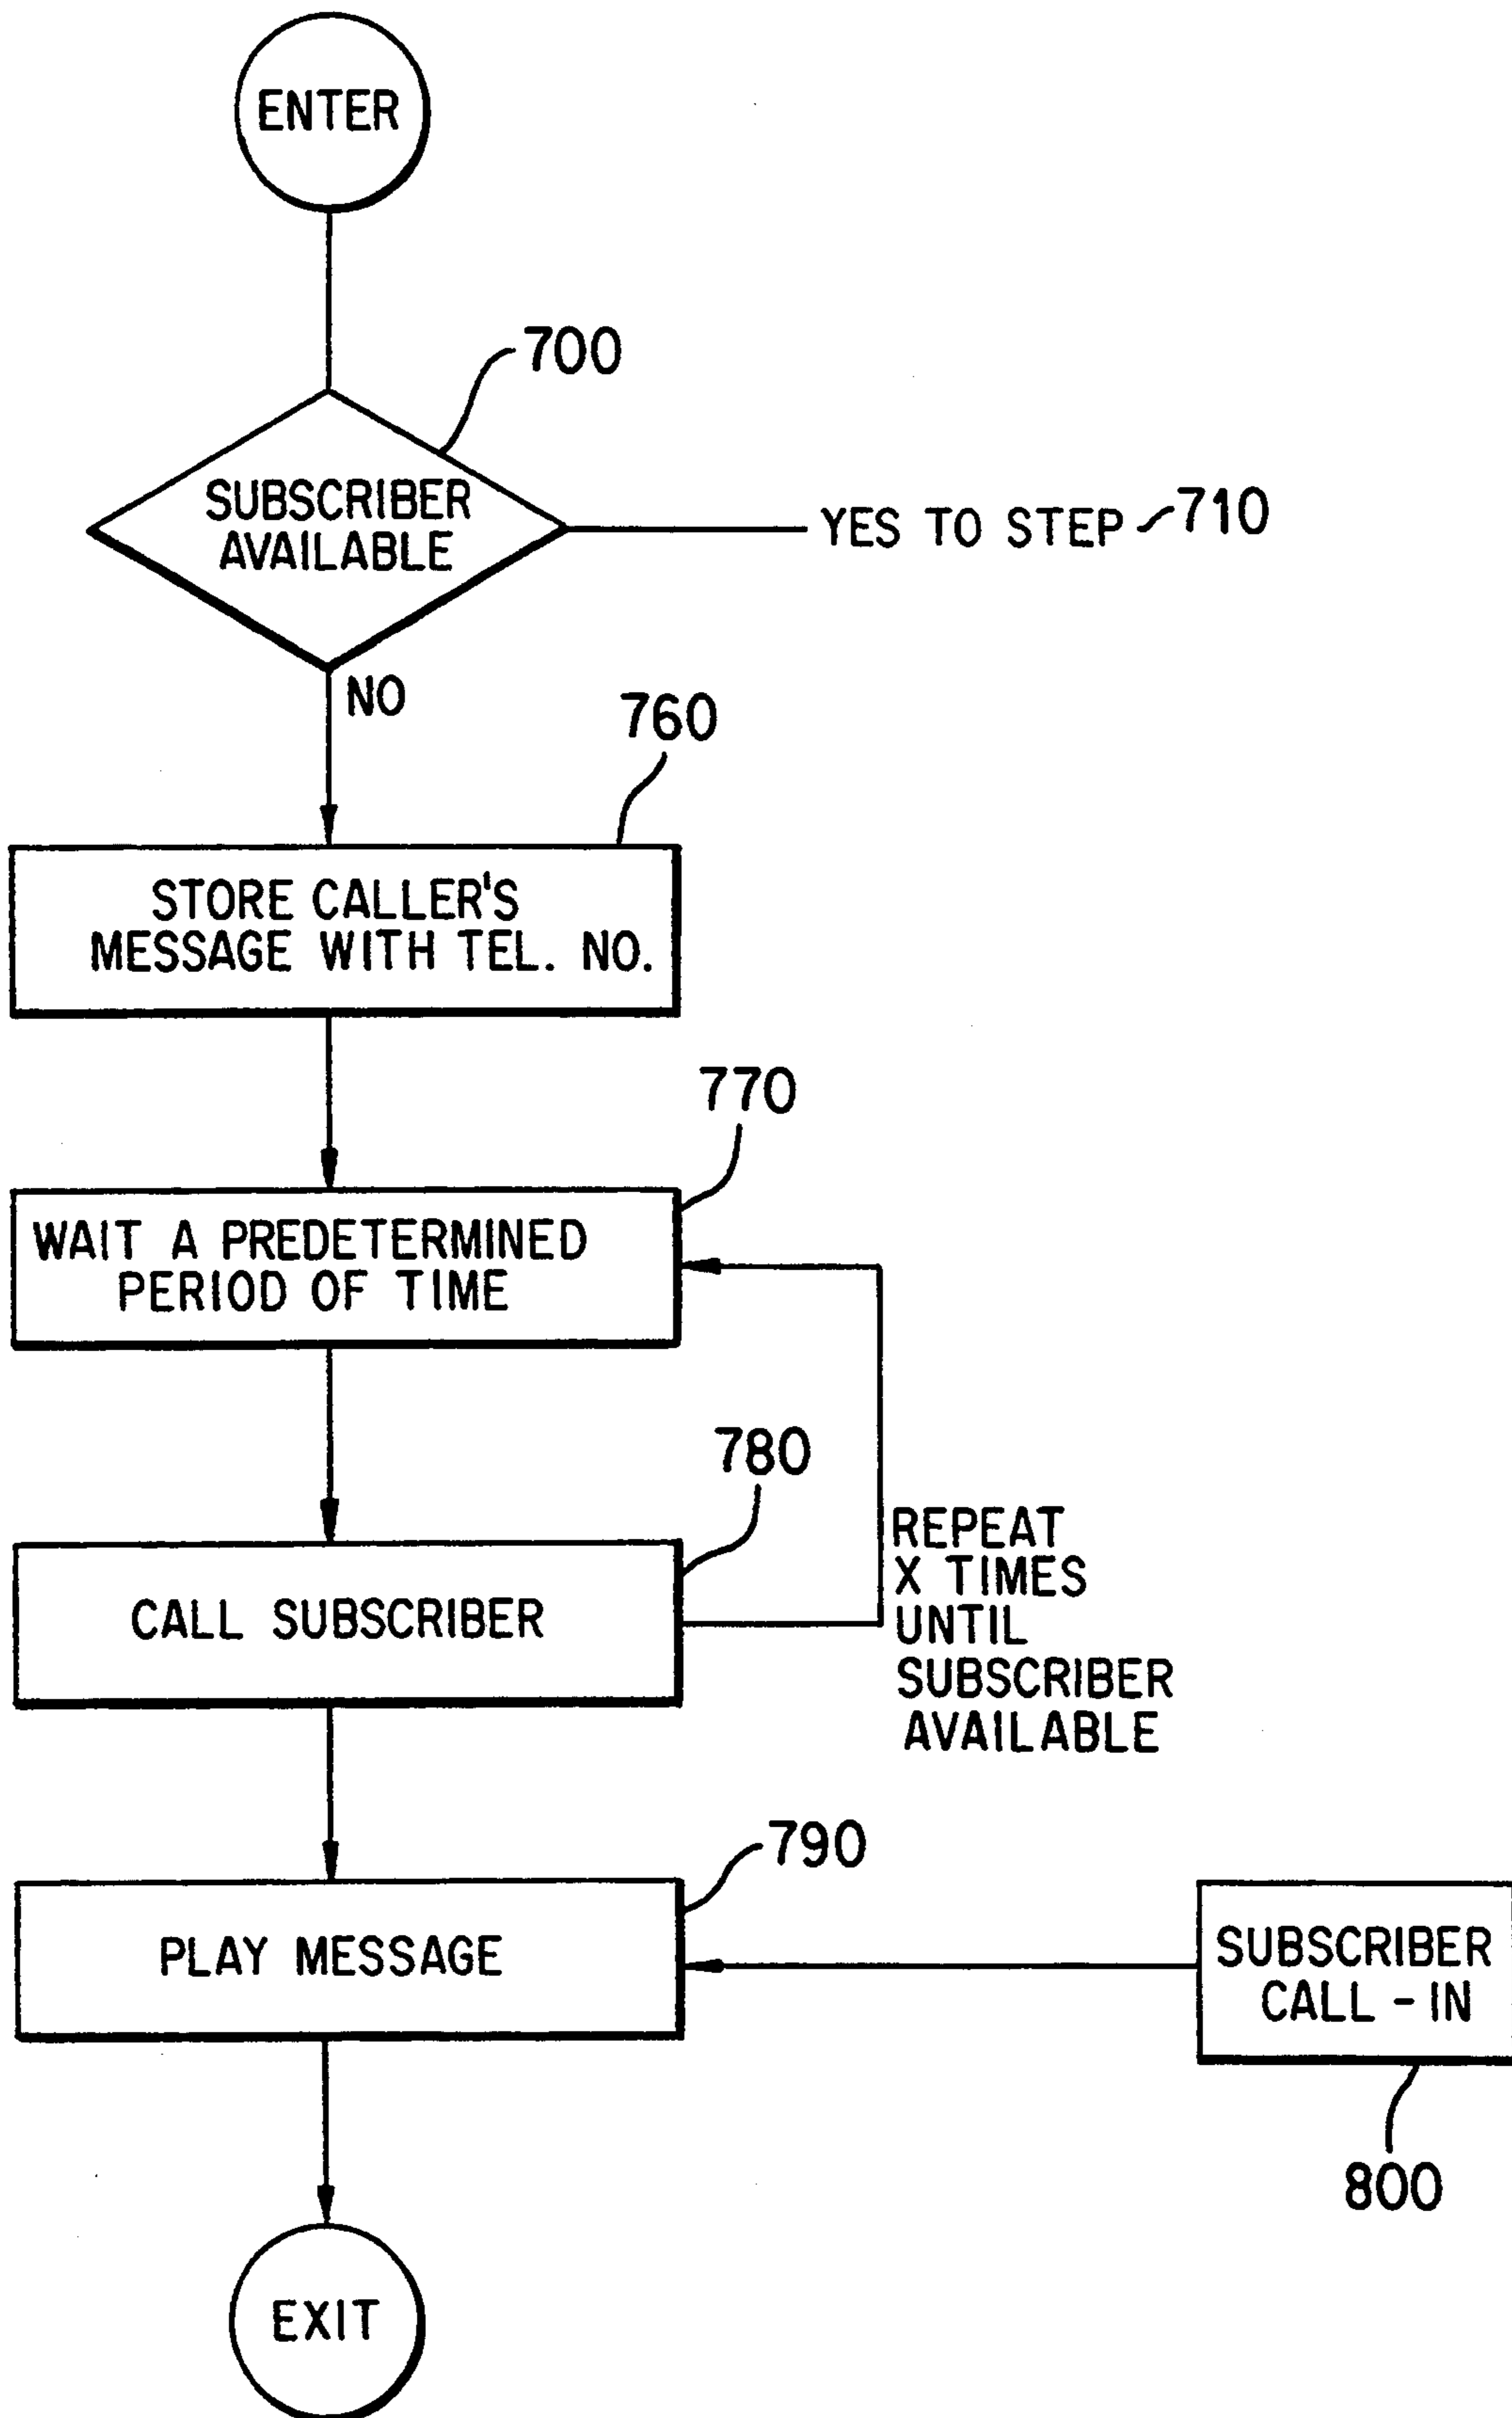 ENTER
700
SUBSCRIBER
AVAILABLE
YES TO STEP 710
NO
760
STORE CALLER'S
MESSAGE WITH TEL. NO.
770
WAIT A PREDETERMINED
PERIOD OF TIME
780
CALL SUBSCRIBER
REPEAT
X TIMES
UNTIL
SUBSCRIBER
AVAILABLE
790
PLAY MESSAGE
SUBSCRIBER
CALL-IN
800
EXIT